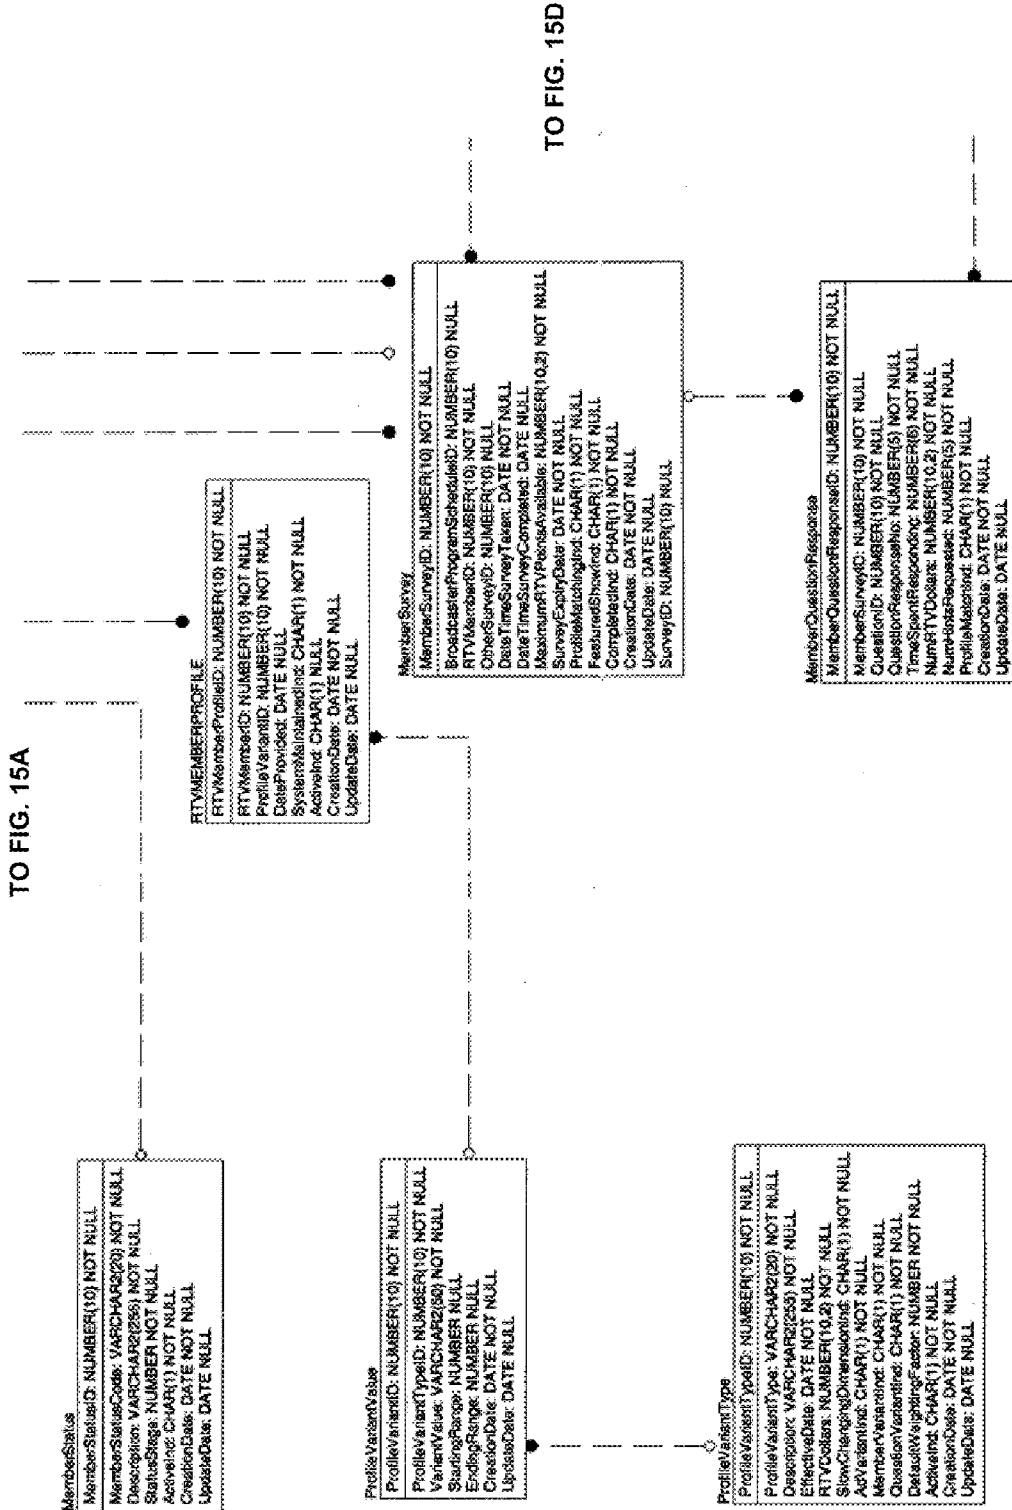 TO FIG. 15A
MemberStatus
MemberStatusID: NUMBER(10) NOT NULL
MemberStatusCode: VARCHAR2(20) NOT NULL
Description: VARCHAR2(255) NOT NULL
StatusStage: NUMBER NOT NULL
ActiveInd: CHAR(1) NOT NULL
CreationDate: DATE NOT NULL
UpdateDate: DATE NULL
RTVMEMBERPROFILE
RTVMemberProfileID: NUMBER(10) NOT NULL
RTVMemberID: NUMBER(10) NOT NULL
ProfileVariantID: NUMBER(10) NOT NULL
DateProvided: DATE NULL
SystemMaintainedInd: CHAR(1) NOT NULL
ActiveInd: CHAR(1) NULL
CreationDate: DATE NOT NULL
UpdateDate: DATE NULL
ProfileVariantValue
ProfileVariantID: NUMBER(10) NOT NULL
ProfileVariantTypeID: NUMBER(10) NOT NULL
VariantValue: VARCHAR2(50) NOT NULL
StartingRange: NUMBER NULL
EndingRange: NUMBER NULL
CreationDate: DATE NOT NULL
UpdateDate: DATE NULL
MemberSurvey
MemberSurveyID: NUMBER(10) NOT NULL
BroadcasterProgramScheduleID: NUMBER(10) NULL
RTVMemberID: NUMBER(10) NOT NULL
OtherSurveyID: NUMBER(10) NULL
DateTimeSurveyTaken: DATE NOT NULL
DateTimeSurveyCompleted: DATE NULL
MaximumRTVPointsAvailable: NUMBER(10,2) NOT NULL
SurveyExpiryDate: DATE NOT NULL
ProfileMatchingInd: CHAR(1) NOT NULL
FeaturedShowInd: CHAR(1) NOT NULL
CompletedInd: CHAR(1) NOT NULL
CreationDate: DATE NOT NULL
UpdateDate: DATE NULL
SurveyID: NUMBER(10) NULL
TO FIG. 15D
ProfileVariantType
ProfileVariantTypeID: NUMBER(10) NOT NULL
ProfileVariantType: VARCHAR2(20) NOT NULL
Description: VARCHAR2(255) NOT NULL
EffectiveDate: DATE NOT NULL
RTVDollars: NUMBER(10,2) NOT NULL
SlowChangingDimensionInd: CHAR(1) NOT NULL
AdVariantInd: CHAR(1) NOT NULL
MemberVariantInd: CHAR(1) NOT NULL
QuestionVariantInd: CHAR(1) NOT NULL
DefaultWeightingFactor: NUMBER NOT NULL
ActiveInd: CHAR(1) NOT NULL
CreationDate: DATE NOT NULL
UpdateDate: DATE NULL
MemberQuestionResponse
MemberQuestionResponseID: NUMBER(10) NOT NULL
MemberSurveyID: NUMBER(10) NOT NULL
QuestionID: NUMBER(10) NOT NULL
QuestionResponseNo: NUMBER(5) NOT NULL
TimeSpentResponding: NUMBER(6) NOT NULL
NumRTVDollars: NUMBER(10,2) NOT NULL
NumHintsRequested: NUMBER(5) NOT NULL
ProfileMatchInd: CHAR(1) NOT NULL
CreationDate: DATE NOT NULL
UpdateDate: DATE NULL